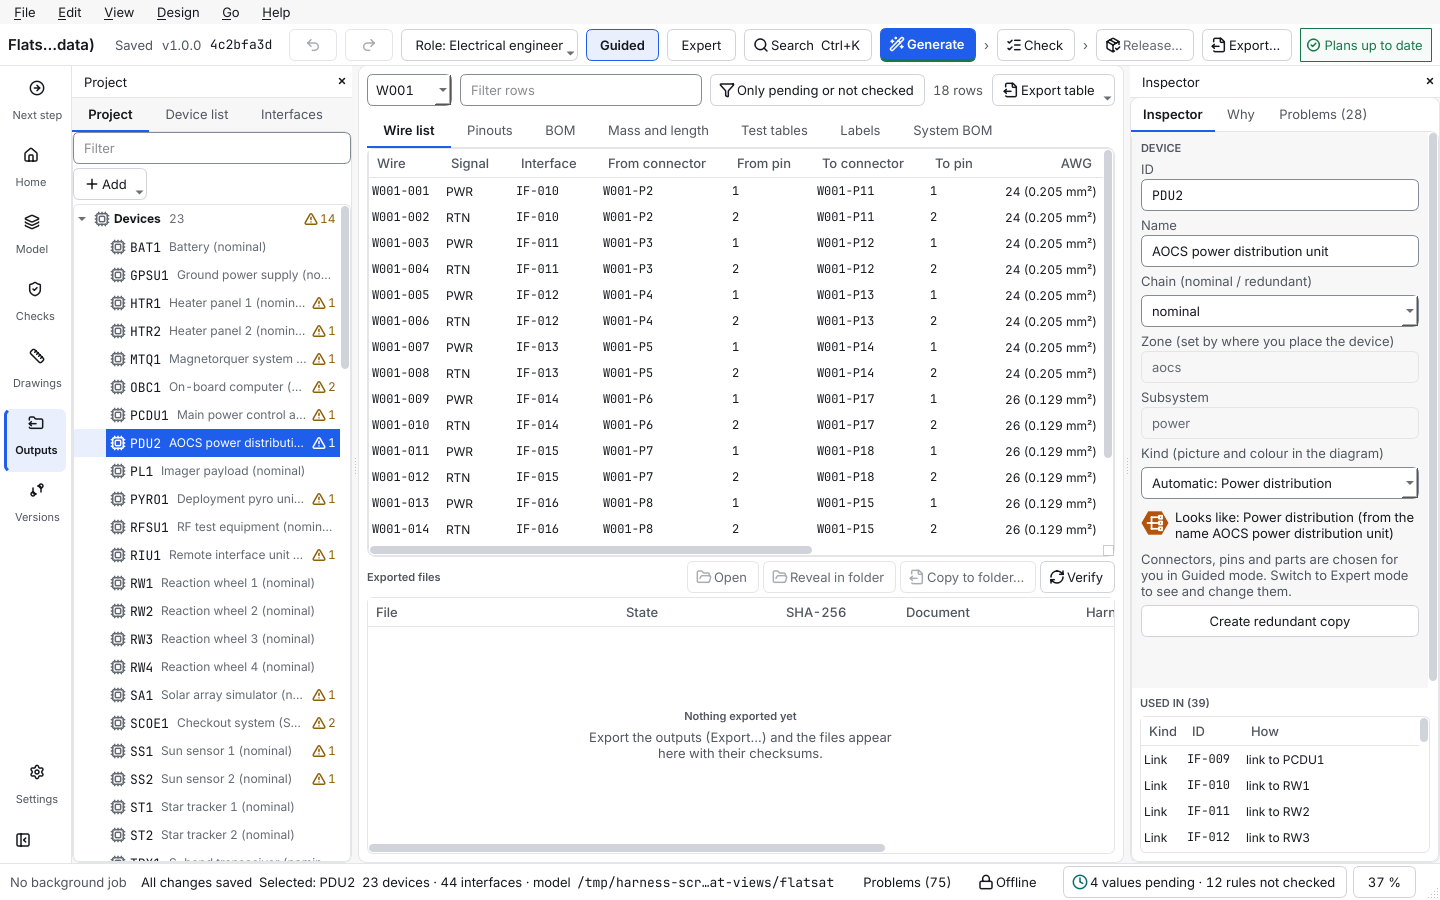 File Edit View Design Go Help
Flats...data) Saved v1.0.0 4c2bfa3d Role: Electrical engineer Guided Expert Search Ctrl+K Generate › Check › Release... Export... Plans up to date
Next step
Home
Model
Checks
Drawings
Outputs
Versions
Settings
Project ×
Project Device list Interfaces
Filter
+ Add
Devices 23 14
BAT1 Battery (nominal)
GPSU1 Ground power supply (no...
HTR1 Heater panel 1 (nomin... 1
HTR2 Heater panel 2 (nomin... 1
MTQ1 Magnetorquer system ... 1
OBC1 On-board computer (... 2
PCDU1 Main power control a... 1
PDU2 AOCS power distributi... 1
PL1 Imager payload (nominal)
PYRO1 Deployment pyro uni... 1
RFSU1 RF test equipment (nomin...
RIU1 Remote interface unit ... 1
RW1 Reaction wheel 1 (nominal)
RW2 Reaction wheel 2 (nominal)
RW3 Reaction wheel 3 (nominal)
RW4 Reaction wheel 4 (nominal)
SA1 Solar array simulator (n... 1
SCOE1 Checkout system (S... 2
SS1 Sun sensor 1 (nominal) 1
SS2 Sun sensor 2 (nominal) 1
ST1 Star tracker 1 (nominal)
ST2 Star tracker 2 (nominal)
W001 Filter rows Only pending or not checked 18 rows Export table
Wire list Pinouts BOM Mass and length Test tables Labels System BOM
Wire Signal Interface From connector From pin To connector To pin AWG
W001-001 PWR IF-010 W001-P2 1 W001-P11 1 24 (0.205 mm²)
W001-002 RTN IF-010 W001-P2 2 W001-P11 2 24 (0.205 mm²)
W001-003 PWR IF-011 W001-P3 1 W001-P12 1 24 (0.205 mm²)
W001-004 RTN IF-011 W001-P3 2 W001-P12 2 24 (0.205 mm²)
W001-005 PWR IF-012 W001-P4 1 W001-P13 1 24 (0.205 mm²)
W001-006 RTN IF-012 W001-P4 2 W001-P13 2 24 (0.205 mm²)
W001-007 PWR IF-013 W001-P5 1 W001-P14 1 24 (0.205 mm²)
W001-008 RTN IF-013 W001-P5 2 W001-P14 2 24 (0.205 mm²)
W001-009 PWR IF-014 W001-P6 1 W001-P17 1 26 (0.129 mm²)
W001-010 RTN IF-014 W001-P6 2 W001-P17 2 26 (0.129 mm²)
W001-011 PWR IF-015 W001-P7 1 W001-P18 1 26 (0.129 mm²)
W001-012 RTN IF-015 W001-P7 2 W001-P18 2 26 (0.129 mm²)
W001-013 PWR IF-016 W001-P8 1 W001-P15 1 26 (0.129 mm²)
W001-014 RTN IF-016 W001-P8 2 W001-P15 2 26 (0.129 mm²)
Exported files Open Reveal in folder Copy to folder... Verify
File State SHA-256 Document Harn
Nothing exported yet
Export the outputs (Export...) and the files appear
here with their checksums.
Inspector ×
Inspector Why Problems (28)
DEVICE
ID
PDU2
Name
AOCS power distribution unit
Chain (nominal / redundant)
nominal
Zone (set by where you place the device)
aocs
Subsystem
power
Kind (picture and colour in the diagram)
Automatic: Power distribution
Looks like: Power distribution (from the
name AOCS power distribution unit)
Connectors, pins and parts are chosen for
you in Guided mode. Switch to Expert mode
to see and change them.
Create redundant copy
USED IN (39)
Kind ID How
Link IF-009 link to PCDU1
Link IF-010 link to RW1
Link IF-011 link to RW2
Link IF-012 link to RW3
No background job All changes saved Selected: PDU2 23 devices · 44 interfaces · model /tmp/harness-scr…at-views/flatsat Problems (75) Offline 4 values pending · 12 rules not checked 37 %